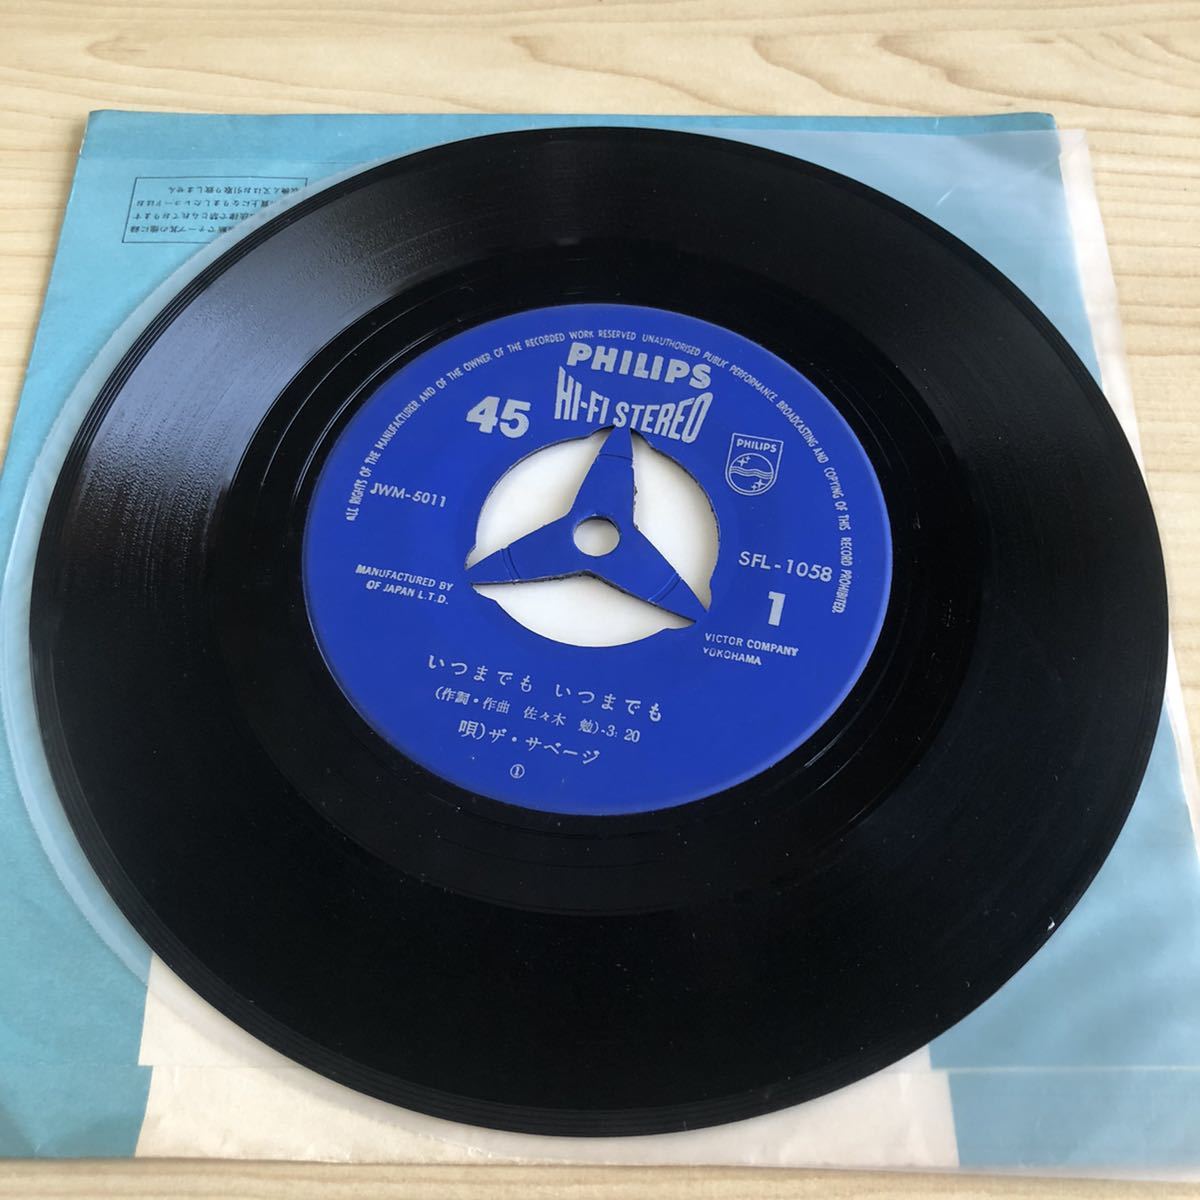 ALL RIGHTS OF THE MANUFACTURER AND OF THE OWNER OF THE RECORDED WORK RESERVED UNAUTHORISED PUBLIC PERFORMANCE BROADCASTING AND COPYING OF THIS RECORD PROHIBITED.
PHILIPS
HI-FI STEREO
45
PHILIPS
JWM-5011
SFL-1058
1
MANUFACTURED BY VICTOR COMPANY
OF JAPAN L.T.D. YOKOHAMA
いつまでも いつまでも
(作詞・作曲 佐々木 勉)-3:20
唄)ザ・サベージ
①